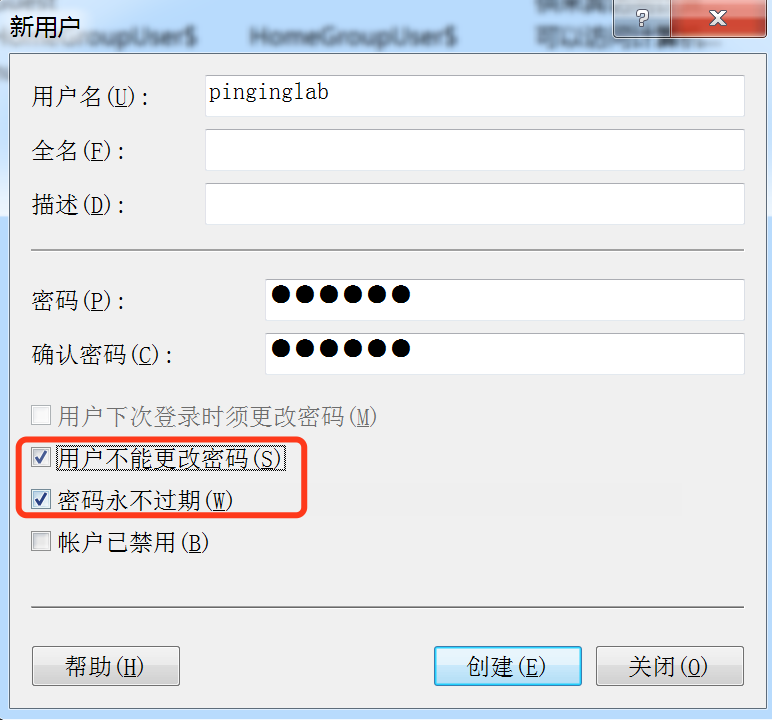 新用户
HomeGroupUser$
用户名(U):
pinginglab
全名(F):
描述(D):
密码(P):
●●●●●●
确认密码(C):
●●●●●●
用户下次登录时须更改密码(M)
用户不能更改密码(S)
密码永不过期(W)
帐户已禁用(B)
帮助(H)
创建(E)
关闭(O)